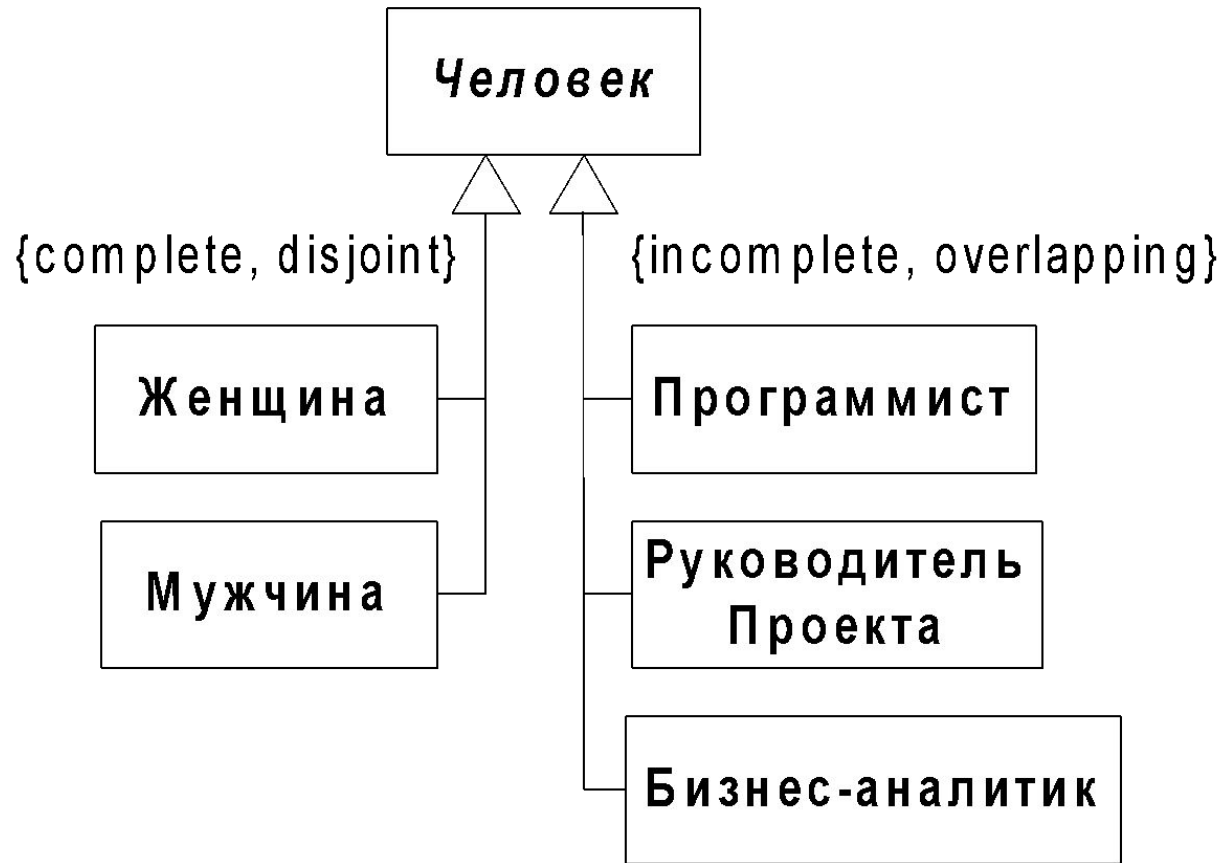 Человек
{complete, disjoint}
{incomplete, overlapping}
Женщина
Программист
Мужчина
Руководитель
Проекта
Бизнес-аналитик